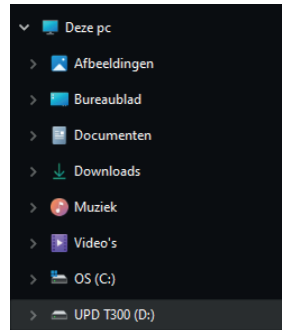 Deze pc
Afbeeldingen
Bureaublad
Documenten
Downloads
Muziek
Video's
OS (C:)
UPD T300 (D:)